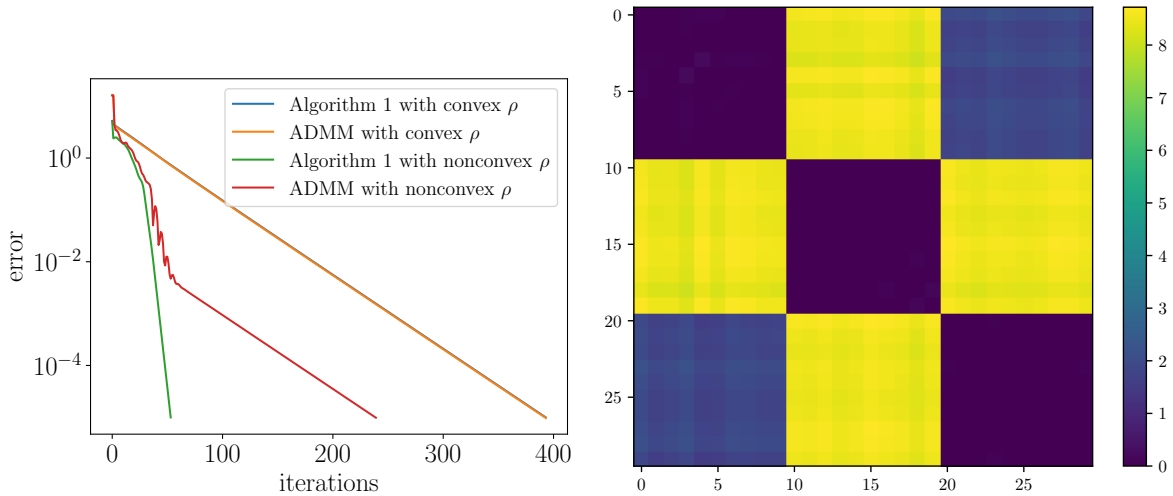 Algorithm 1 with convex ρ
ADMM with convex ρ
Algorithm 1 with nonconvex ρ
ADMM with nonconvex ρ
10⁰
10⁻²
10⁻⁴
error
0 100 200 300 400
iterations
0
5
10
15
20
25
0 5 10 15 20 25
8
7
6
5
4
3
2
1
0